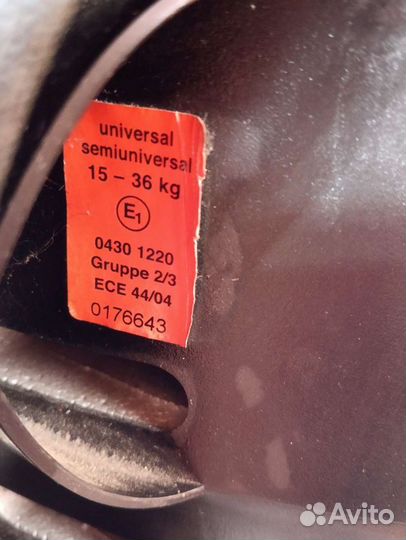 universal
semiuniversal
15 – 36 kg
E1
0430 1220
Gruppe 2/3
ECE 44/04
0176643
Avito